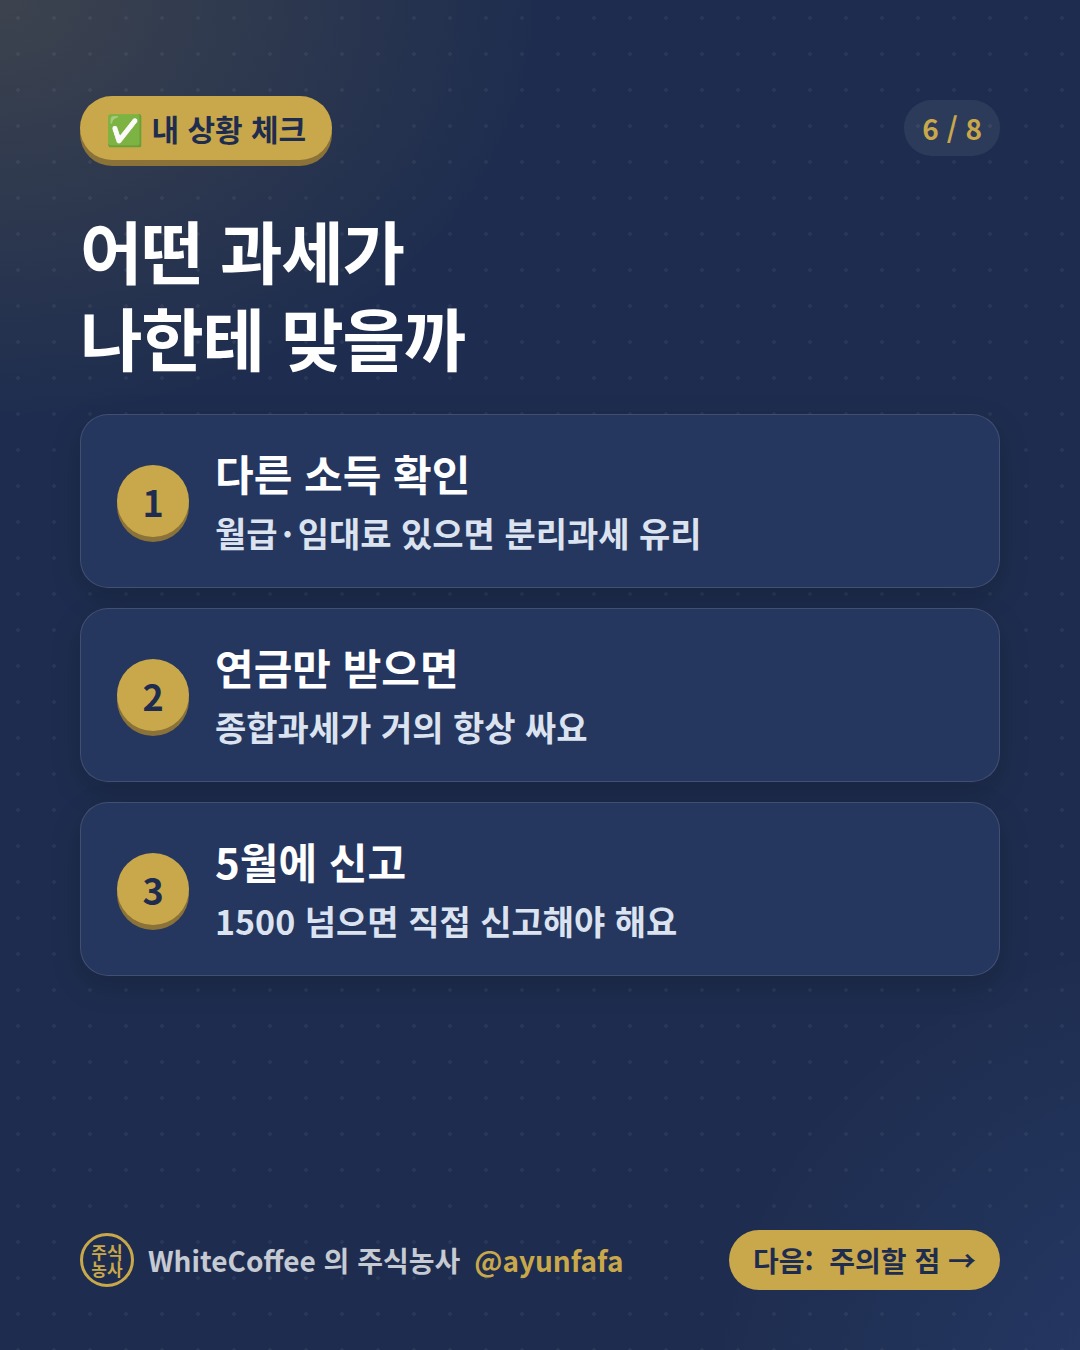 ✅ 내 상황 체크
6 / 8
어떤 과세가
나한테 맞을까
1
다른 소득 확인
월급·임대료 있으면 분리과세 유리
2
연금만 받으면
종합과세가 거의 항상 싸요
3
5월에 신고
1500 넘으면 직접 신고해야 해요
주식
농사
WhiteCoffee 의 주식농사 @ayunfafa
다음: 주의할 점 →